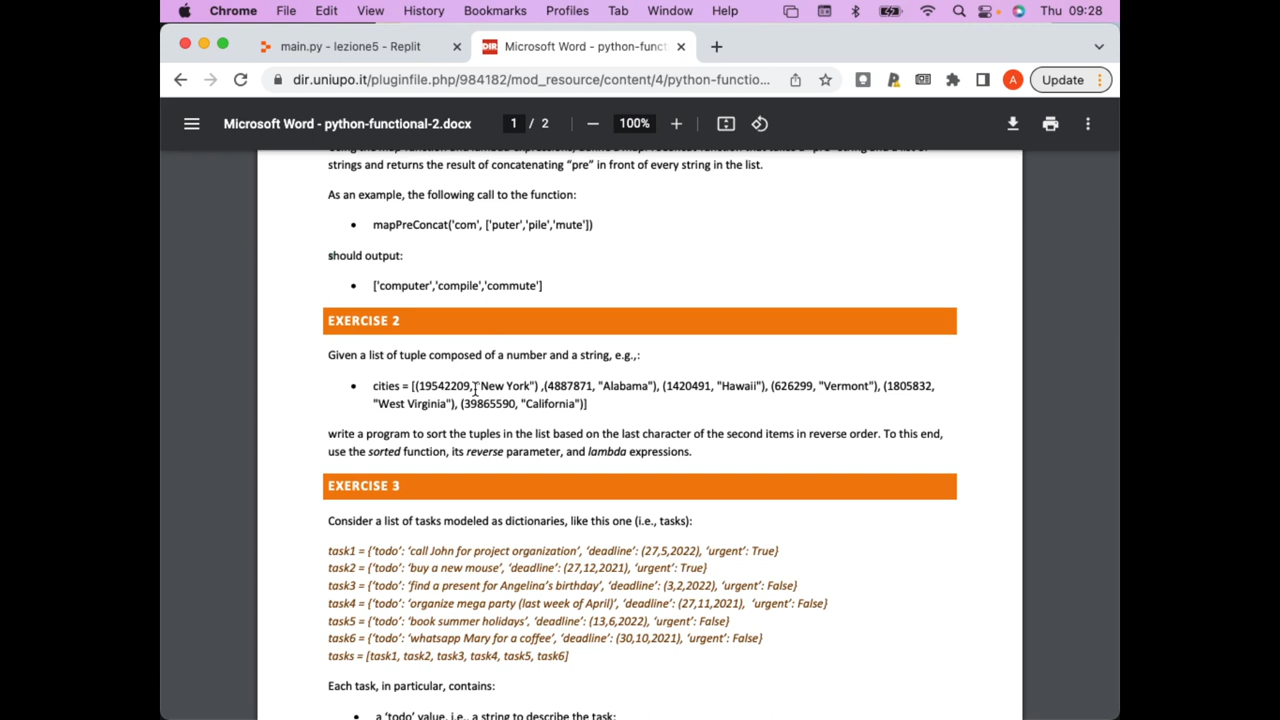 Chrome File Edit View History Bookmarks Profiles Tab Window Help Thu 09:28
main.py - lezione5 - Replit
DIR Microsoft Word - python-funct
dir.uniupo.it/pluginfile.php/984182/mod_resource/content/4/python-functio... A Update
Microsoft Word - python-functional-2.docx 1 / 2 100%
strings and returns the result of concatenating “pre” in front of every string in the list.
As an example, the following call to the function:
• mapPreConcat('com', ['puter','pile','mute'])
should output:
• ['computer','compile','commute']
EXERCISE 2
Given a list of tuple composed of a number and a string, e.g.,:
• cities = [(19542209, "New York") ,(4887871, "Alabama"), (1420491, "Hawaii"), (626299, "Vermont"), (1805832,
"West Virginia"), (39865590, "California")]
write a program to sort the tuples in the list based on the last character of the second items in reverse order. To this end,
use the sorted function, its reverse parameter, and lambda expressions.
EXERCISE 3
Consider a list of tasks modeled as dictionaries, like this one (i.e., tasks):
task1 = {‘todo’: ‘call John for project organization’, ‘deadline’: (27,5,2022), ‘urgent’: True}
task2 = {‘todo’: ‘buy a new mouse’, ‘deadline’: (27,12,2021), ‘urgent’: True}
task3 = {‘todo’: ‘find a present for Angelina’s birthday’, ‘deadline’: (3,2,2022), ‘urgent’: False}
task4 = {‘todo’: ‘organize mega party (last week of April)’, ‘deadline’: (27,11,2021), ‘urgent’: False}
task5 = {‘todo’: ‘book summer holidays’, ‘deadline’: (13,6,2022), ‘urgent’: False}
task6 = {‘todo’: ‘whatsapp Mary for a coffee’, ‘deadline’: (30,10,2021), ‘urgent’: False}
tasks = [task1, task2, task3, task4, task5, task6]
Each task, in particular, contains:
• a ‘todo’ value, i.e., a string to describe the task;